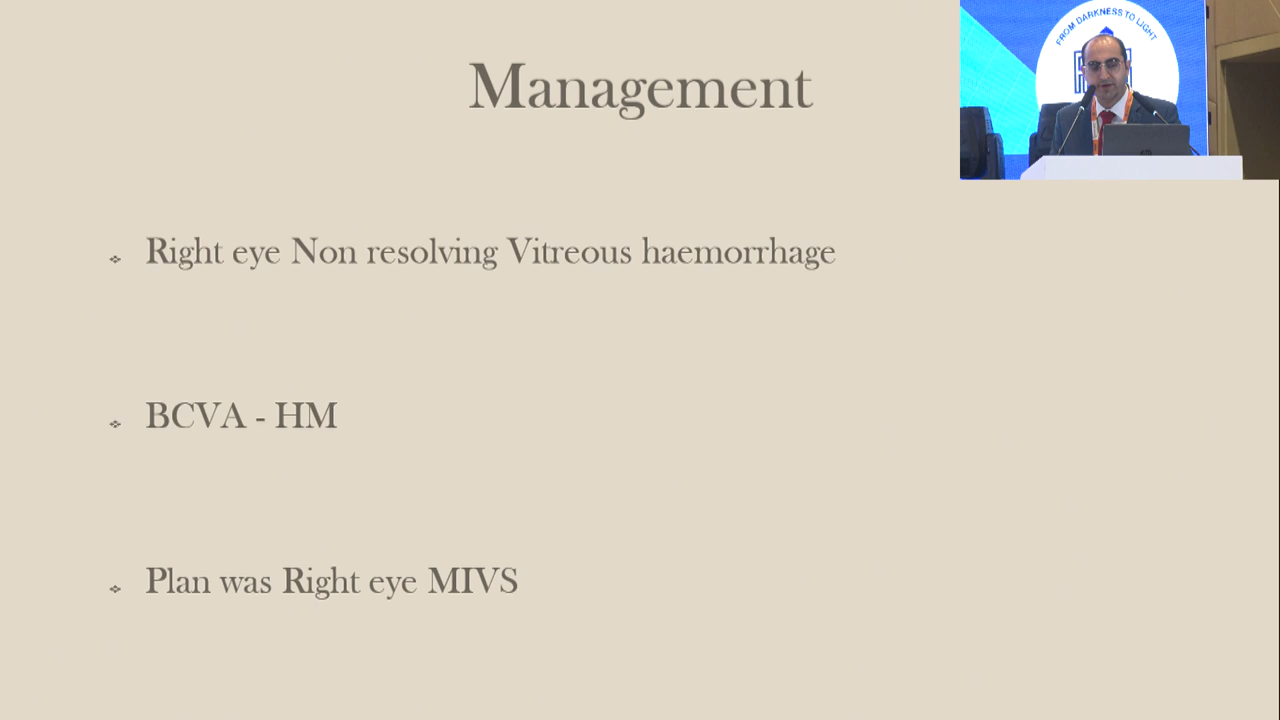 FROM DARKNESS TO LIGHT
Management
Right eye Non resolving Vitreous haemorrhage
BCVA - HM
Plan was Right eye MIVS